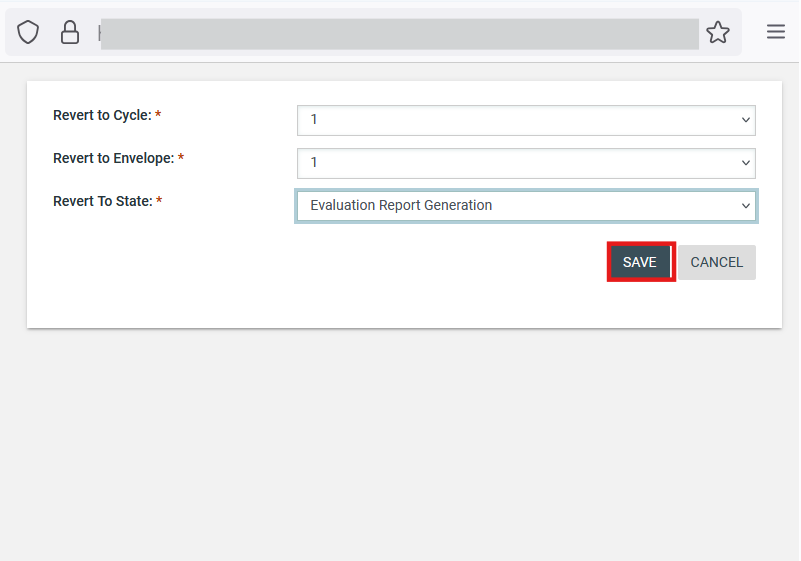 Revert to Cycle: *
1
Revert to Envelope: *
1
Revert To State: *
Evaluation Report Generation
SAVE
CANCEL